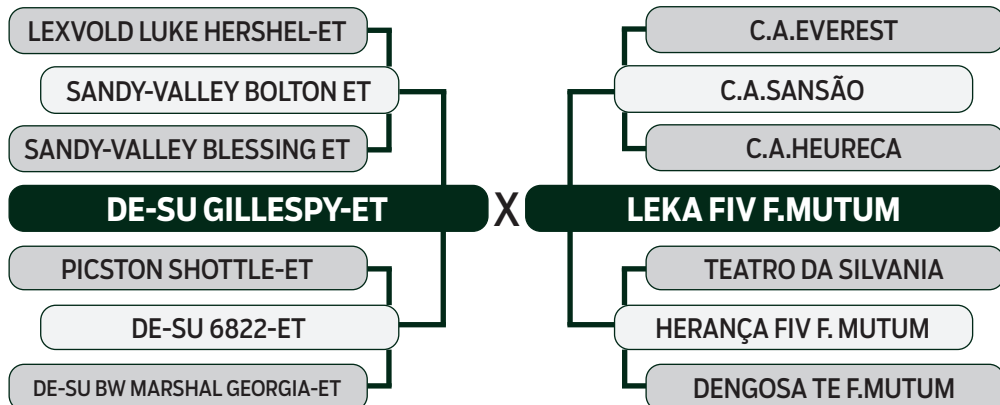 LEXVOLD LUKE HERSHEL-ET
SANDY-VALLEY BOLTON ET
SANDY-VALLEY BLESSING ET
DE-SU GILLESPY-ET
PICSTON SHOTTLE-ET
DE-SU 6822-ET
DE-SU BW MARSHAL GEORGIA-ET
X
C.A.EVEREST
C.A.SANSÃO
C.A.HEURECA
LEKA FIV F.MUTUM
TEATRO DA SILVANIA
HERANÇA FIV F. MUTUM
DENGOSA TE F.MUTUM